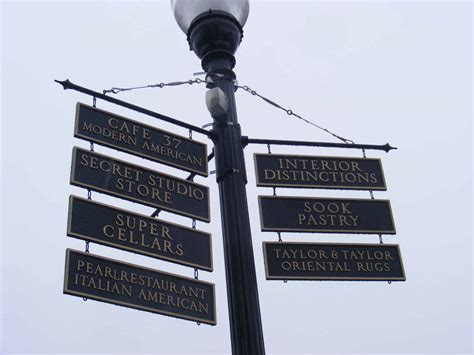 CAFE 37
MODERN AMERICAN
SECRET STUDIO
STORE
SUPER
CELLARS
PEARLRESTAURANT
ITALIAN AMERICAN
INTERIOR
DISTINCTIONS
SOOK
PASTRY
TAYLOR & TAYLOR
ORIENTAL RUGS